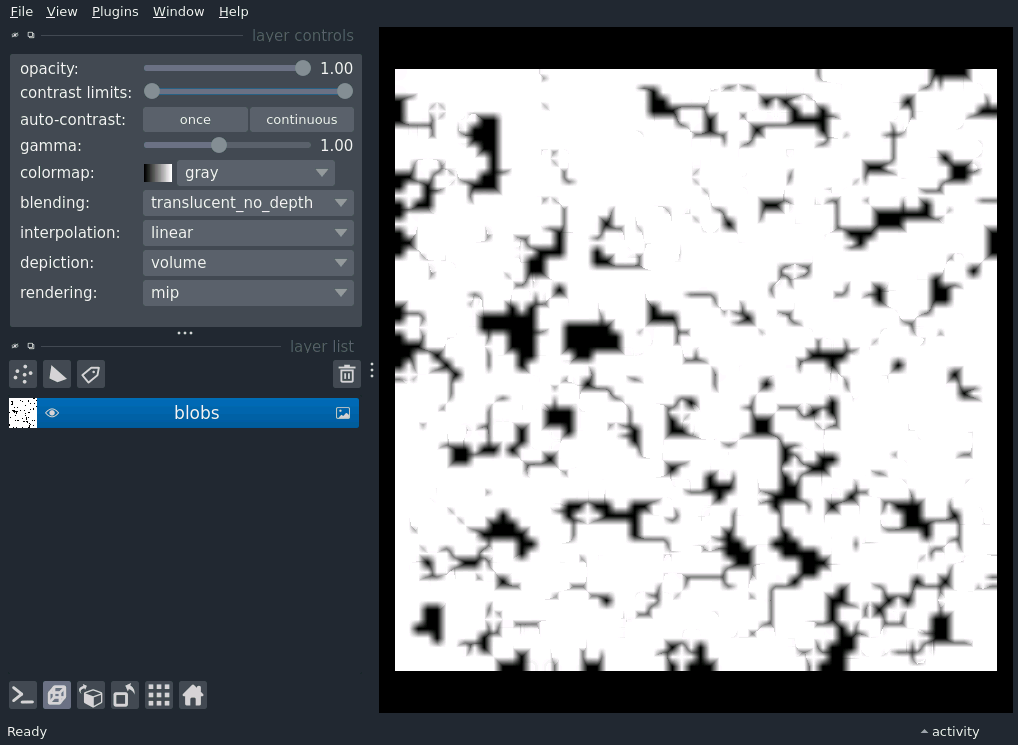 File View Plugins Window Help
layer controls
opacity: 1.00
contrast limits:
auto-contrast: once continuous
gamma: 1.00
colormap: gray
blending: translucent_no_depth
interpolation: linear
depiction: volume
rendering: mip
layer list
blobs
Ready
activity